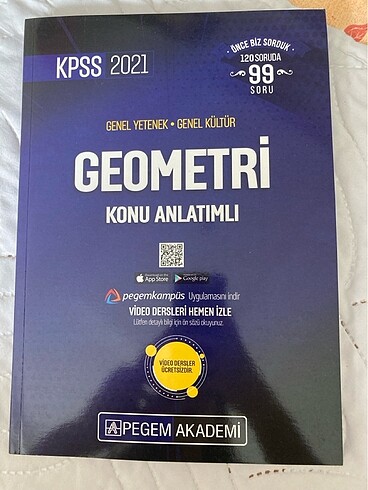 KPSS 2021
ÖNCE BİZ SORDUK
120 SORUDA
99
SORU
GENEL YETENEK • GENEL KÜLTÜR
GEOMETRİ
KONU ANLATIMLI
App Store
Google play
pegemkampüs Uygulamasını İndir
VİDEO DERSLERİ HEMEN İZLE
Lütfen detaylı bilgi için ön sözü okuyunuz.
VİDEO DERSLER
ÜCRETSİZDİR.
PEGEM AKADEMİ